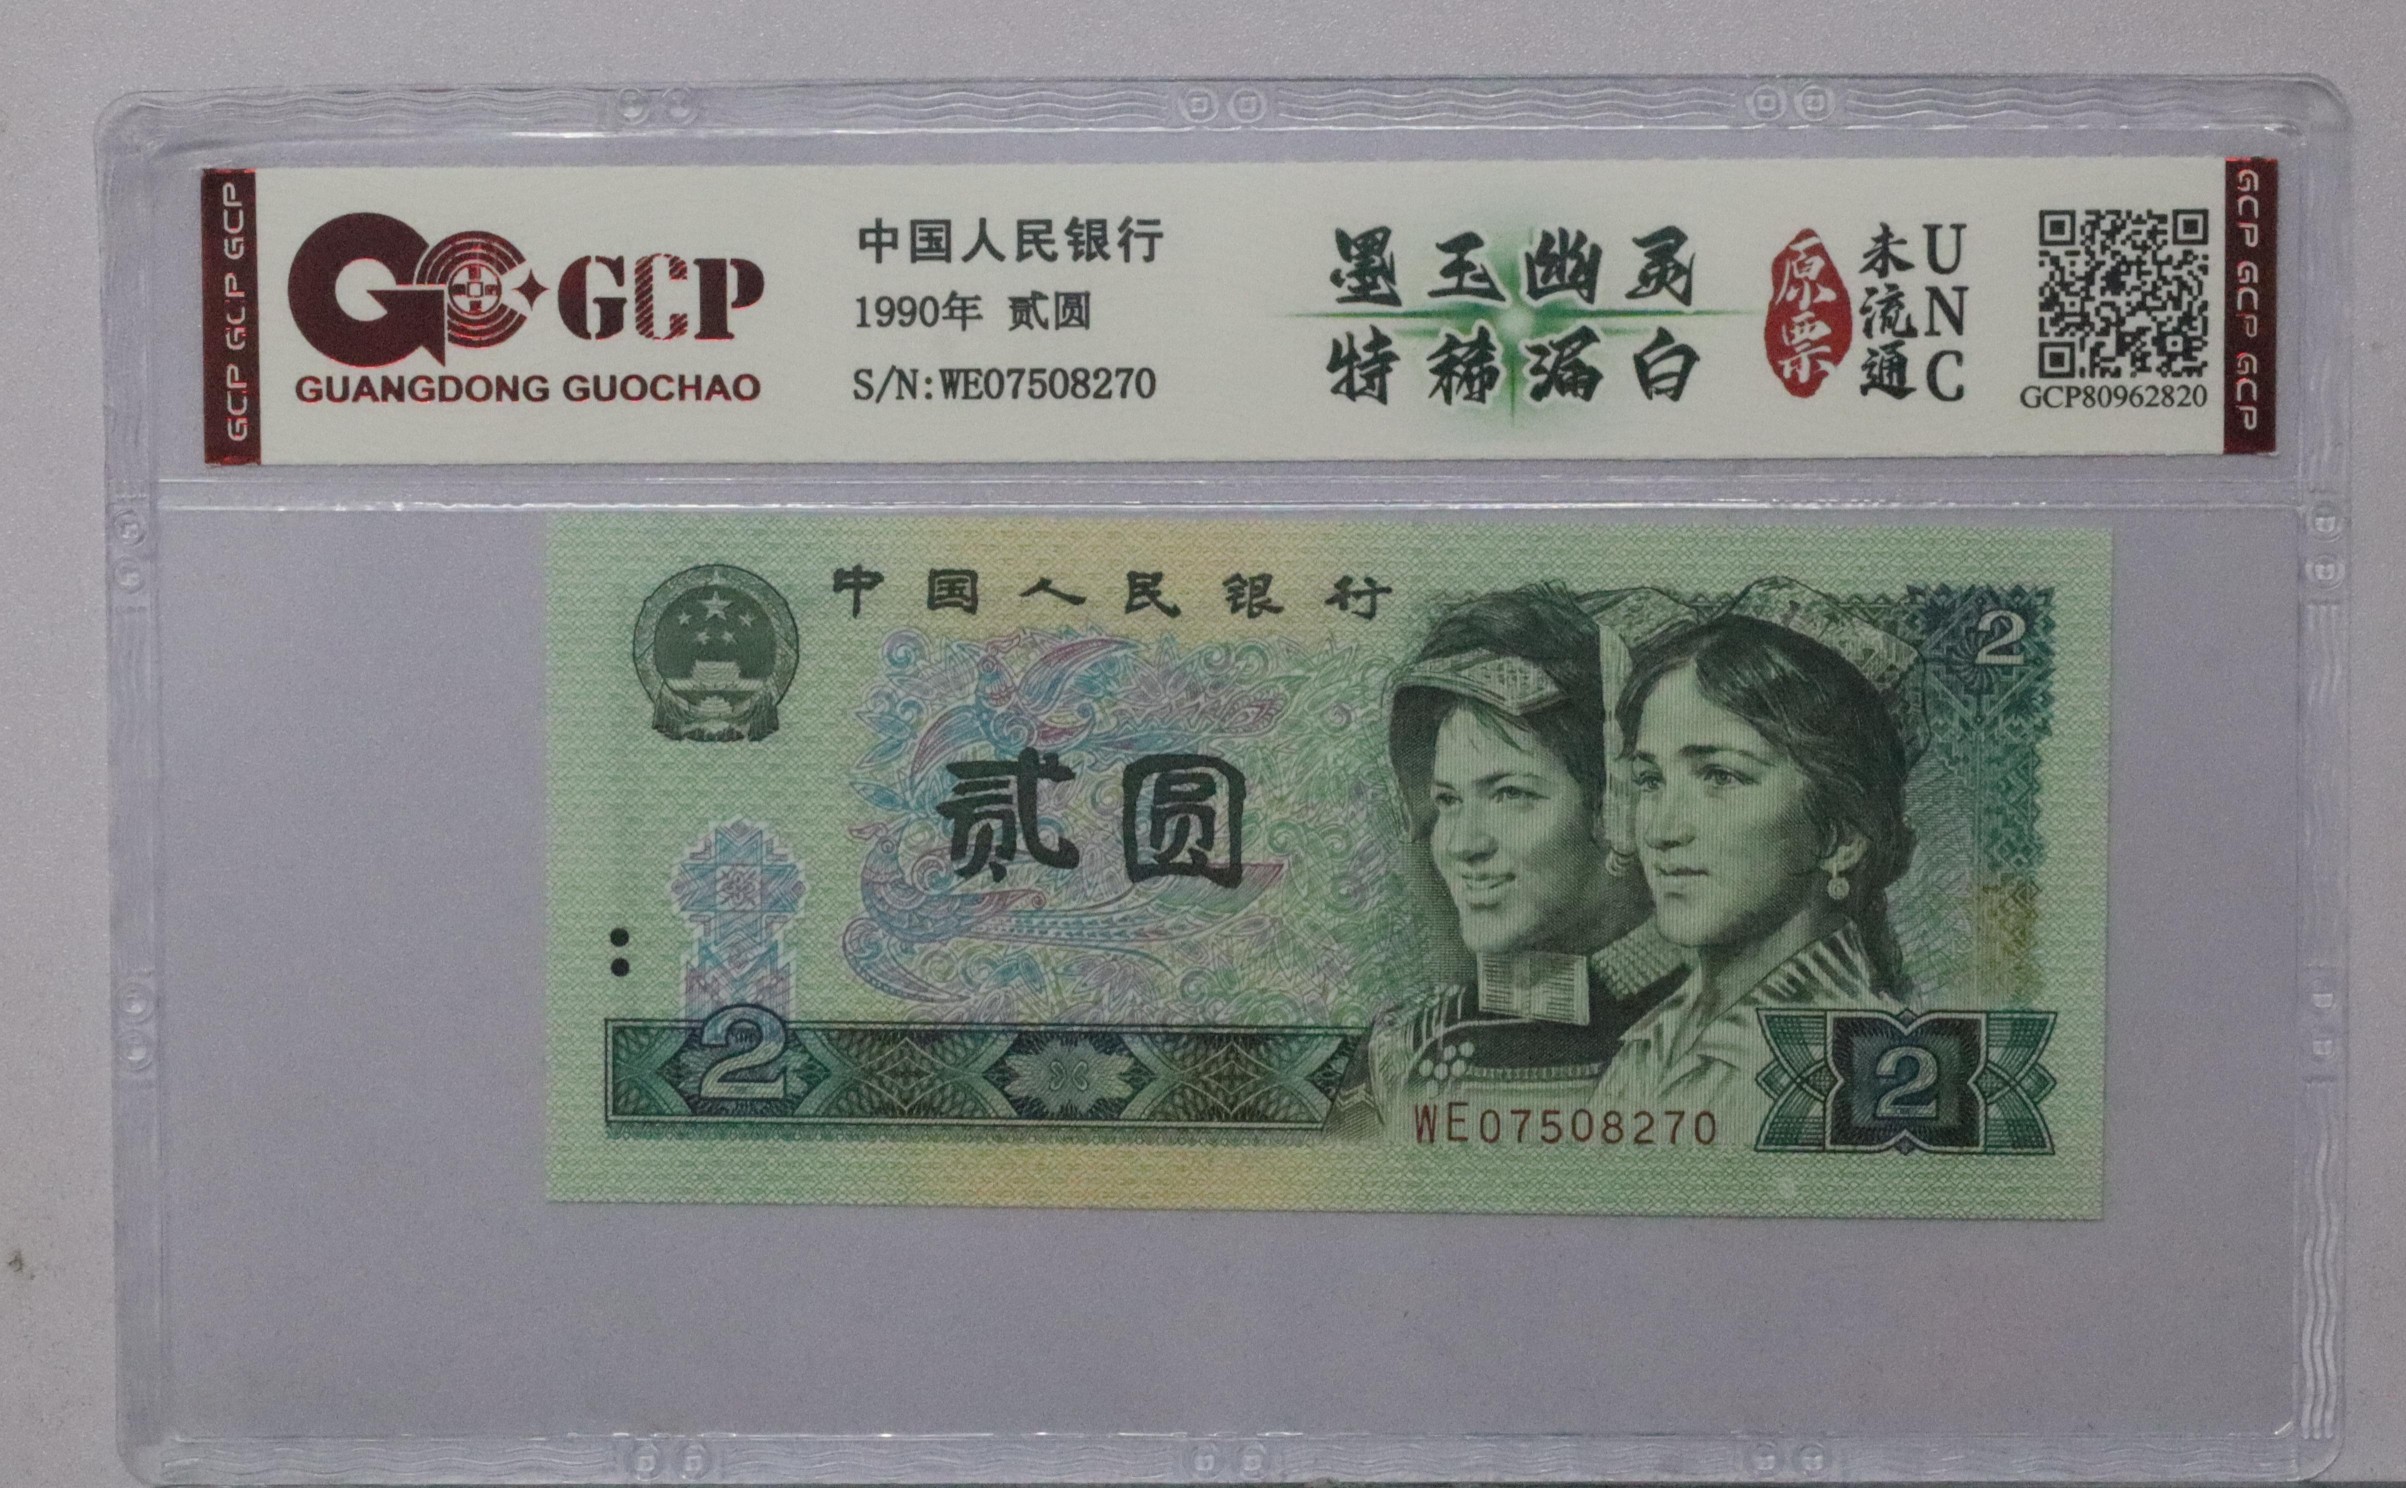 GCP GCP GCP
GCP
GUANGDONG GUOCHAO
中国人民银行
1990年 贰圆
S/N:WE07508270
墨玉幽灵
特稀漏白
原票
未流通
UNC
GCP80962820
GCP GCP GCP
中国人民银行
2
贰圆
2
WE07508270
2